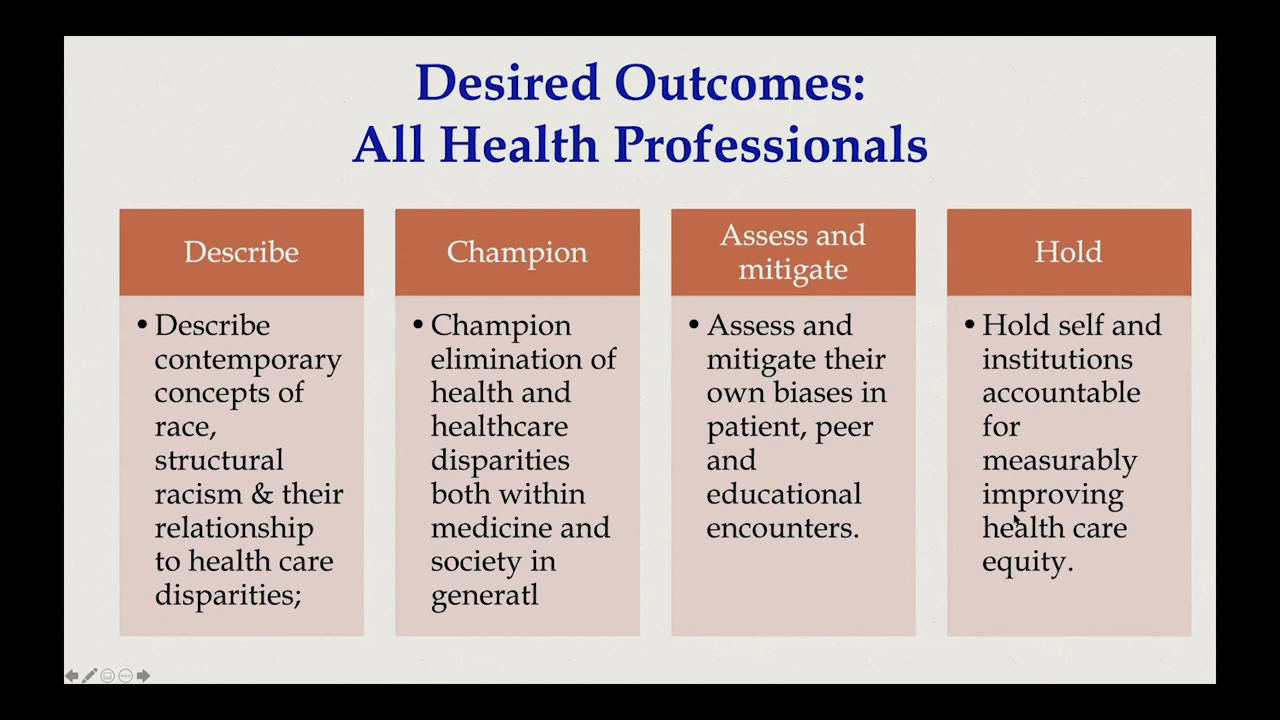 Desired Outcomes:
All Health Professionals
Describe
• Describe
contemporary
concepts of
race,
structural
racism & their
relationship
to health care
disparities;
Champion
• Champion
elimination of
health and
healthcare
disparities
both within
medicine and
society in
generatl
Assess and
mitigate
• Assess and
mitigate their
own biases in
patient, peer
and
educational
encounters.
Hold
• Hold self and
institutions
accountable
for
measurably
improving
health care
equity.